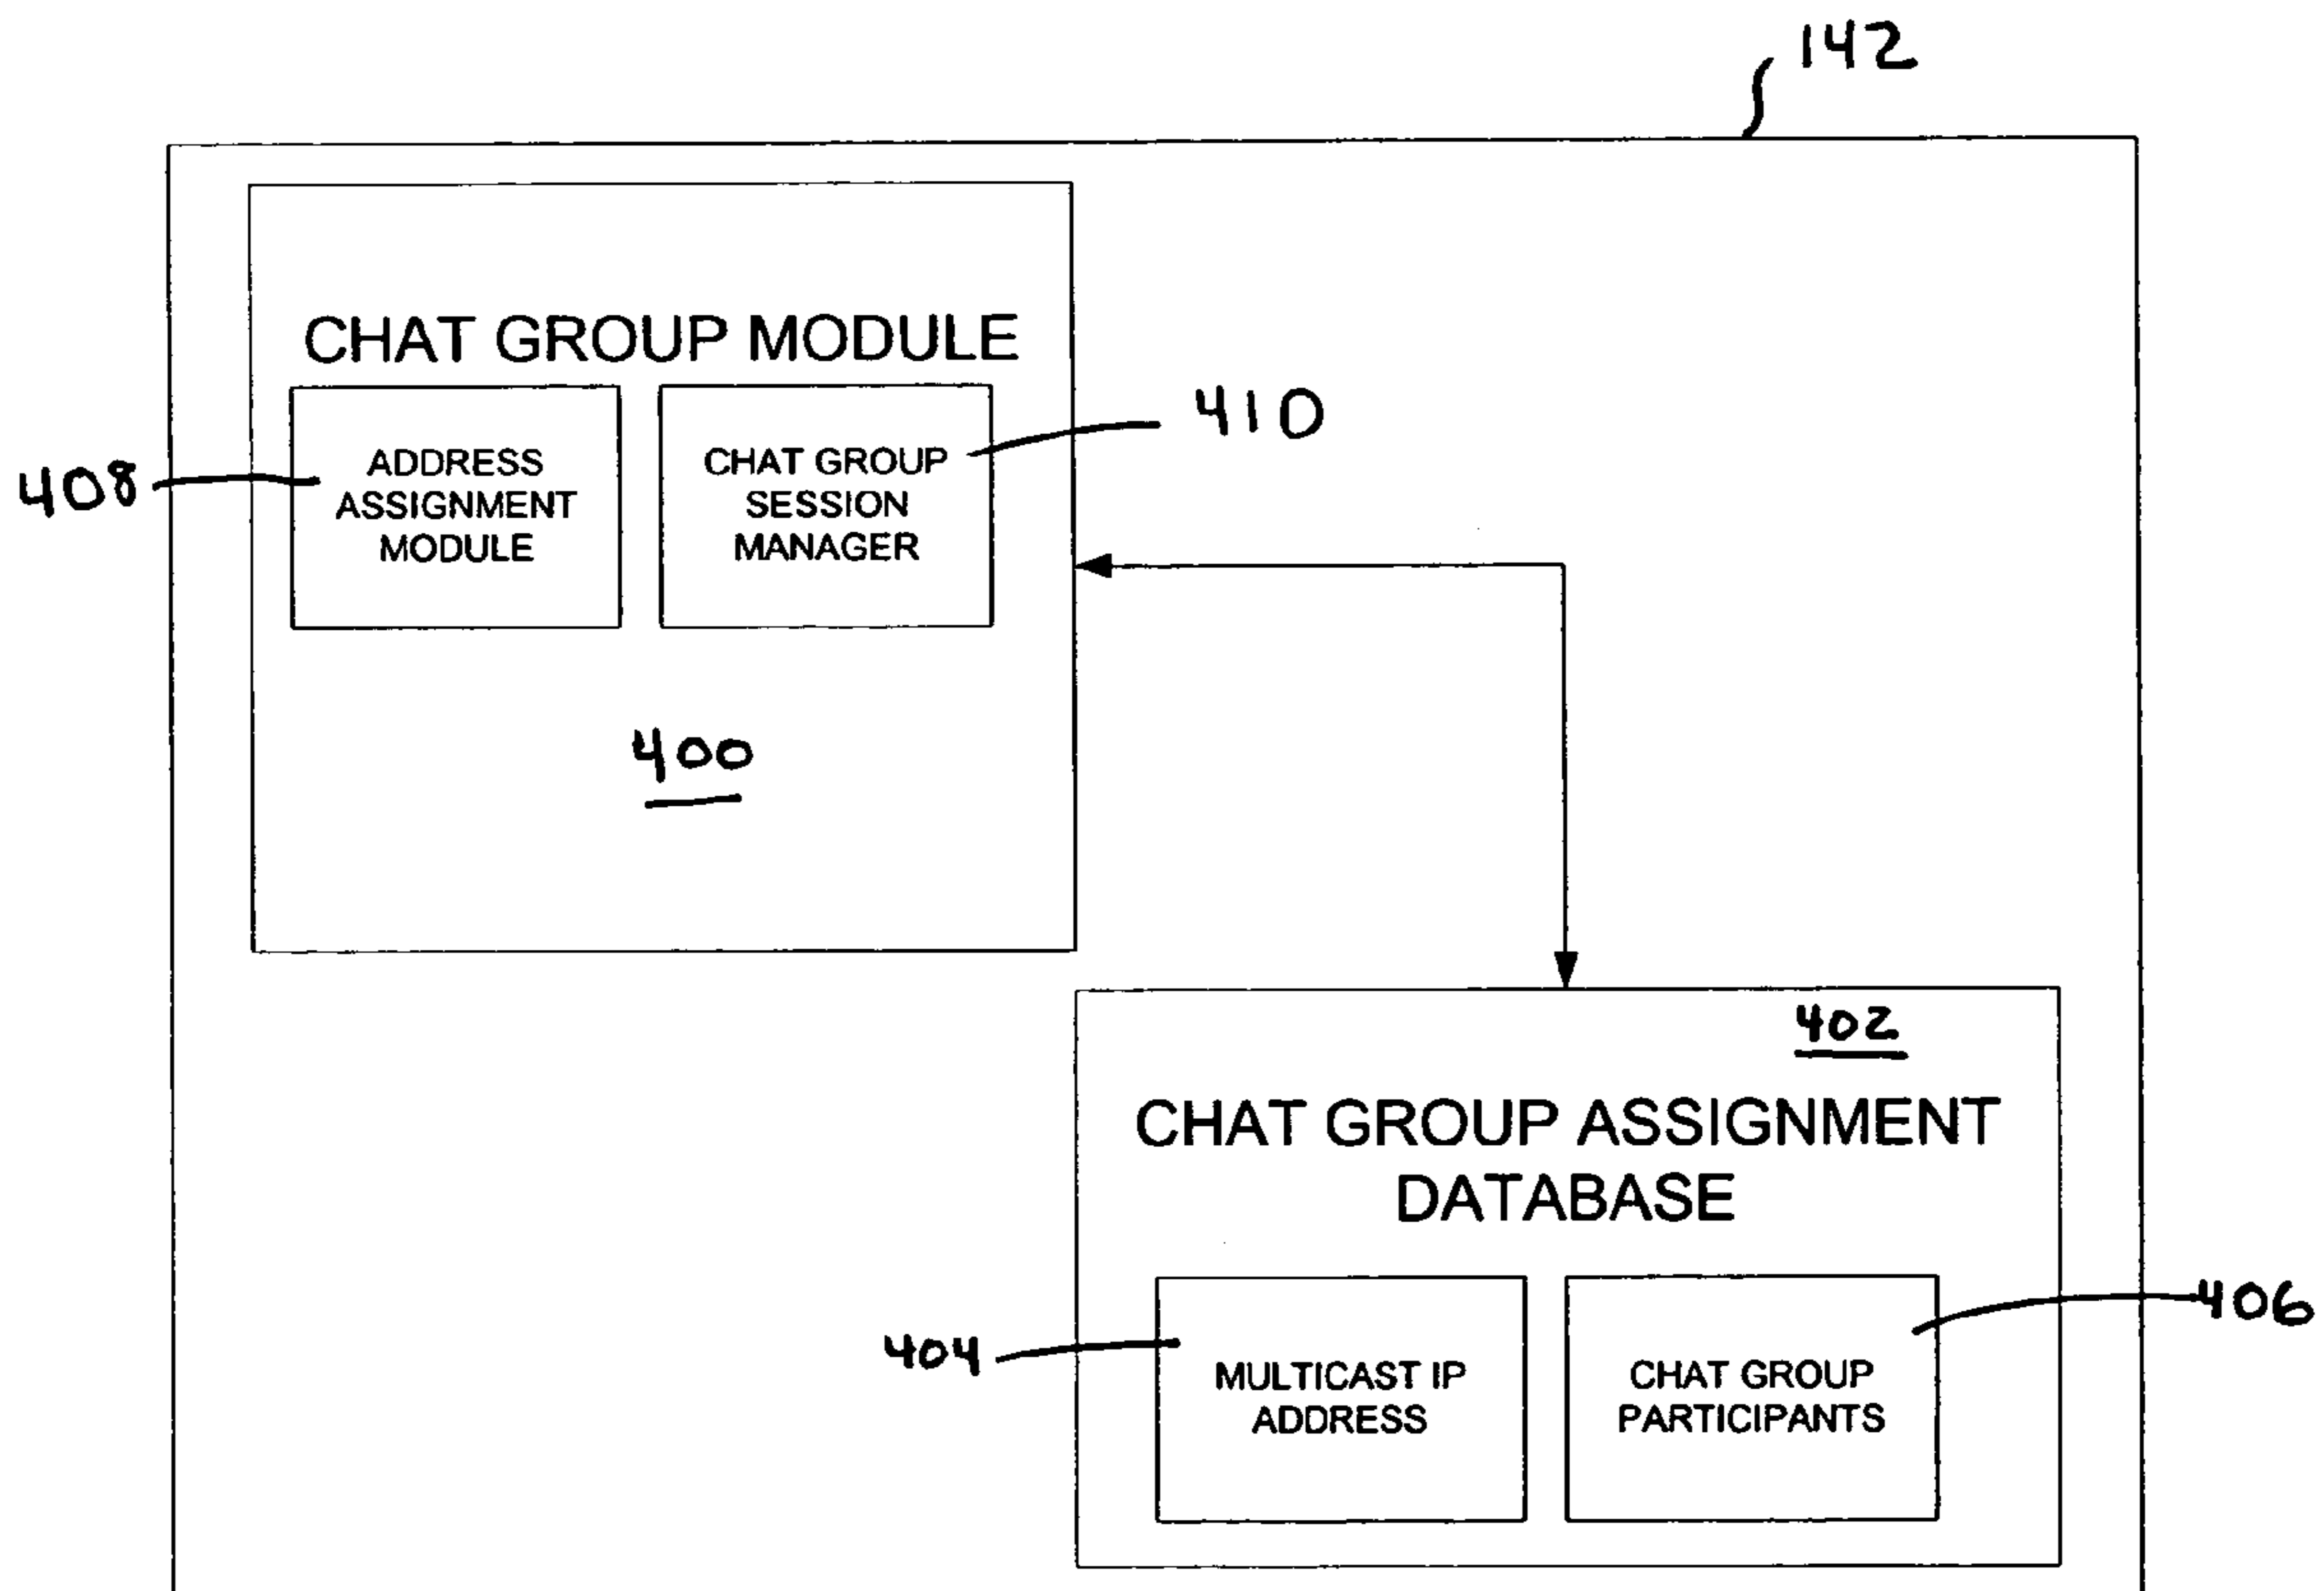 142
CHAT GROUP MODULE
410
408
ADDRESS
ASSIGNMENT
MODULE
CHAT GROUP
SESSION
MANAGER
400
402
CHAT GROUP ASSIGNMENT
DATABASE
404
406
MULTICAST IP
ADDRESS
CHAT GROUP
PARTICIPANTS